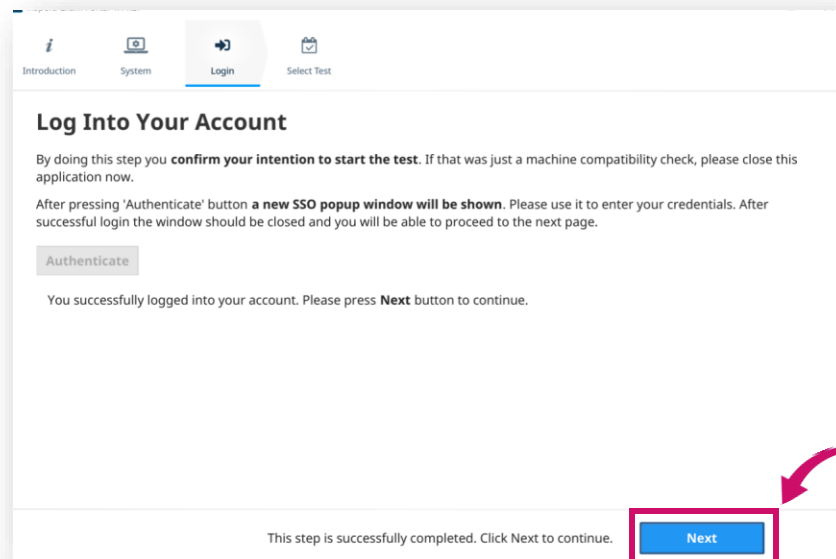 Introduction
System
Login
Select Test
Log Into Your Account
By doing this step you confirm your intention to start the test. If that was just a machine compatibility check, please close this
application now.
After pressing 'Authenticate' button a new SSO popup window will be shown. Please use it to enter your credentials. After
successful login the window should be closed and you will be able to proceed to the next page.
Authenticate
You successfully logged into your account. Please press Next button to continue.
This step is successfully completed. Click Next to continue.
Next